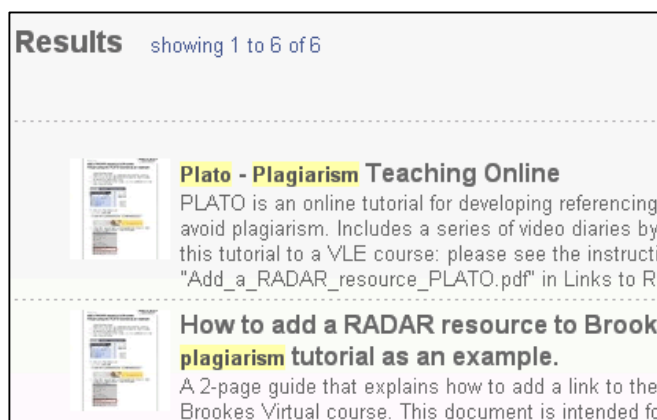 Results showing 1 to 6 of 6
Plato - Plagiarism Teaching Online
PLATO is an online tutorial for developing referencing
avoid plagiarism. Includes a series of video diaries by
this tutorial to a VLE course: please see the instructi
"Add_a_RADAR_resource_PLATO.pdf" in Links to R
How to add a RADAR resource to Brook
plagiarism tutorial as an example.
A 2-page guide that explains how to add a link to the
Brookes Virtual course. This document is intended fo